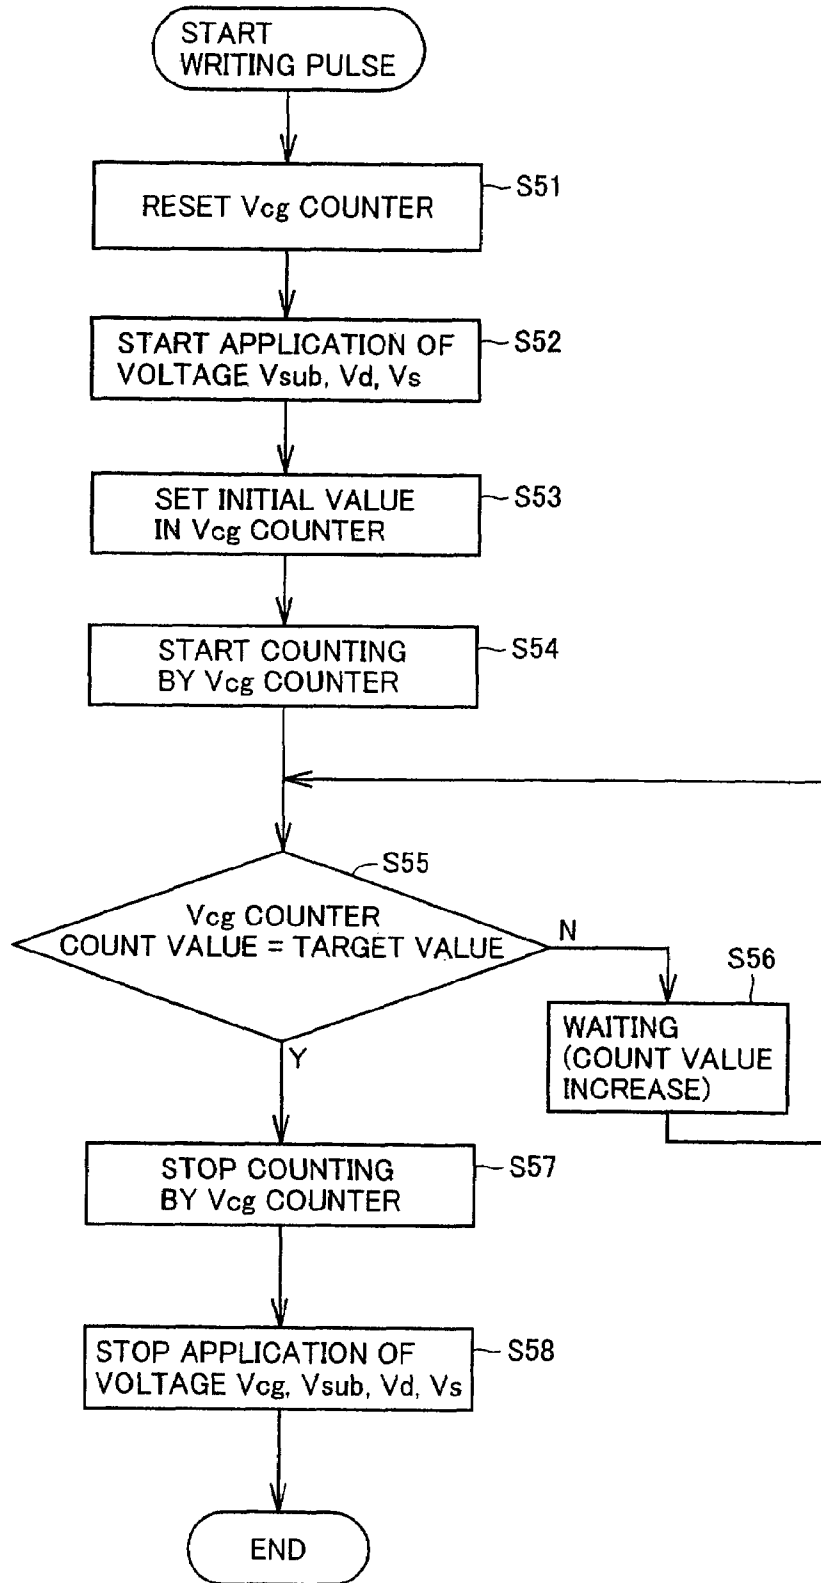 START
WRITING PULSE
RESET Vcg COUNTER
S51
START APPLICATION OF
VOLTAGE Vsub, Vd, Vs
S52
SET INITIAL VALUE
IN Vcg COUNTER
S53
START COUNTING
BY Vcg COUNTER
S54
S55
Vcg COUNTER
COUNT VALUE = TARGET VALUE
N
S56
WAITING
(COUNT VALUE
INCREASE)
Y
STOP COUNTING
BY Vcg COUNTER
S57
STOP APPLICATION OF
VOLTAGE Vcg, Vsub, Vd, Vs
S58
END